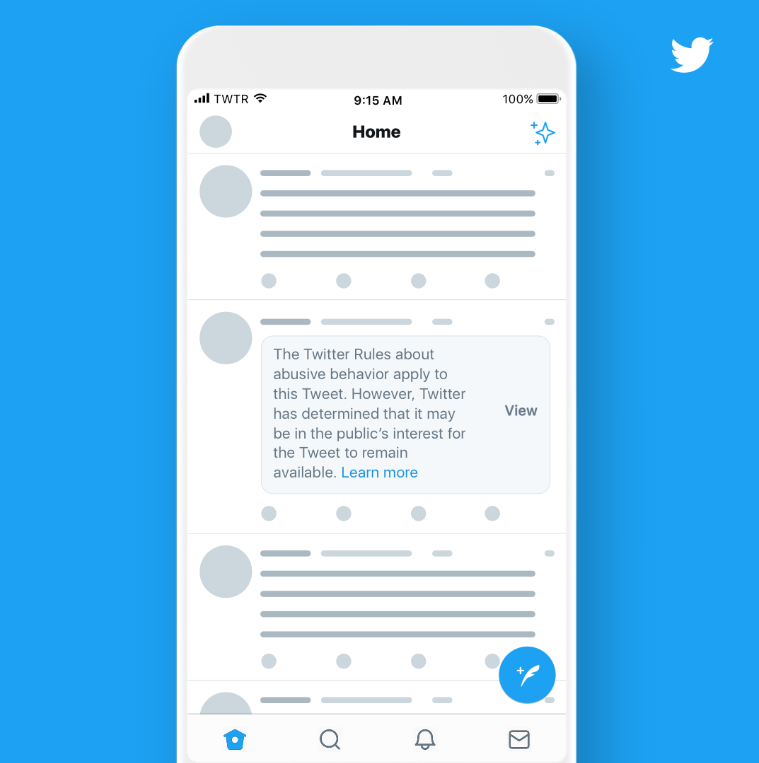 TWTR
9:15 AM
100%
Home
The Twitter Rules about
abusive behavior apply to
this Tweet. However, Twitter
has determined that it may
be in the public’s interest for
the Tweet to remain
available. Learn more
View